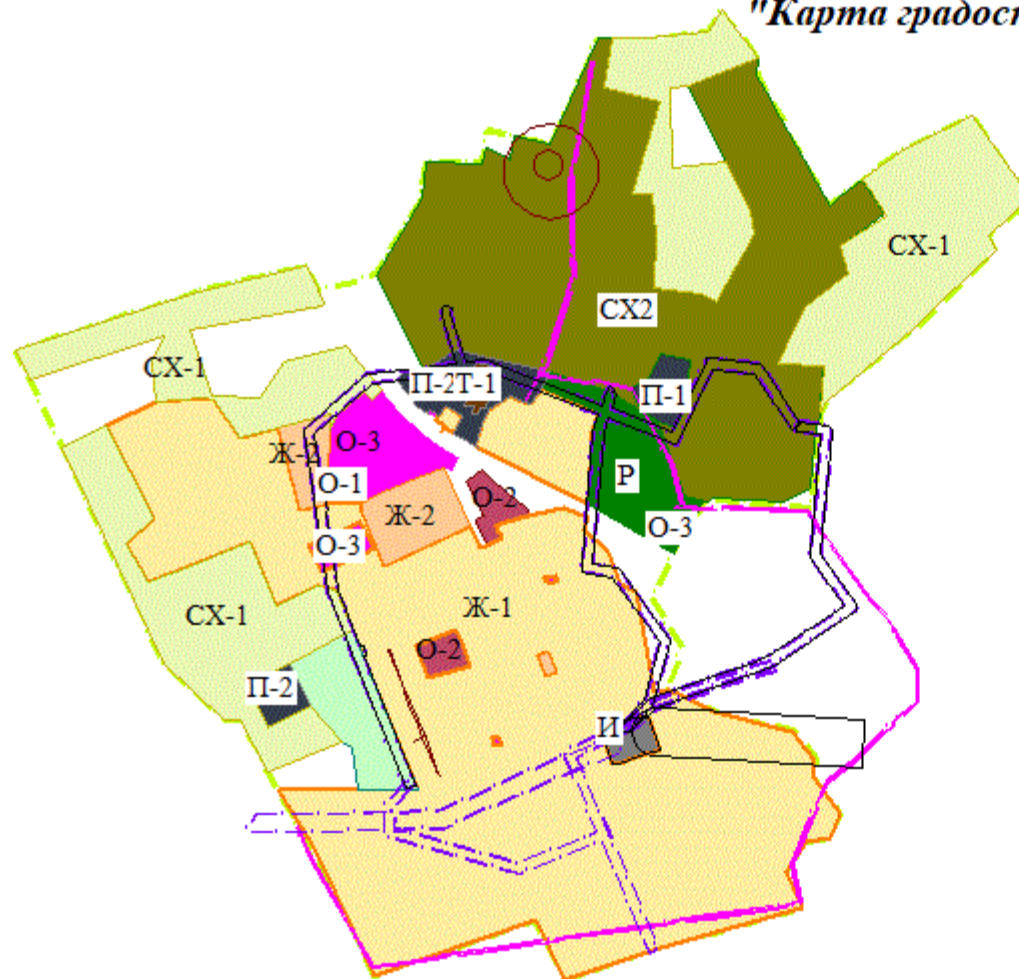 "Карта градост
СХ-1
СХ2
СХ-1
П-2Т-1
П-1
О-3
Ж-2
О-1
Р
О-2
Ж-2
О-3
О-3
Ж-1
СХ-1
О-2
П-2
И